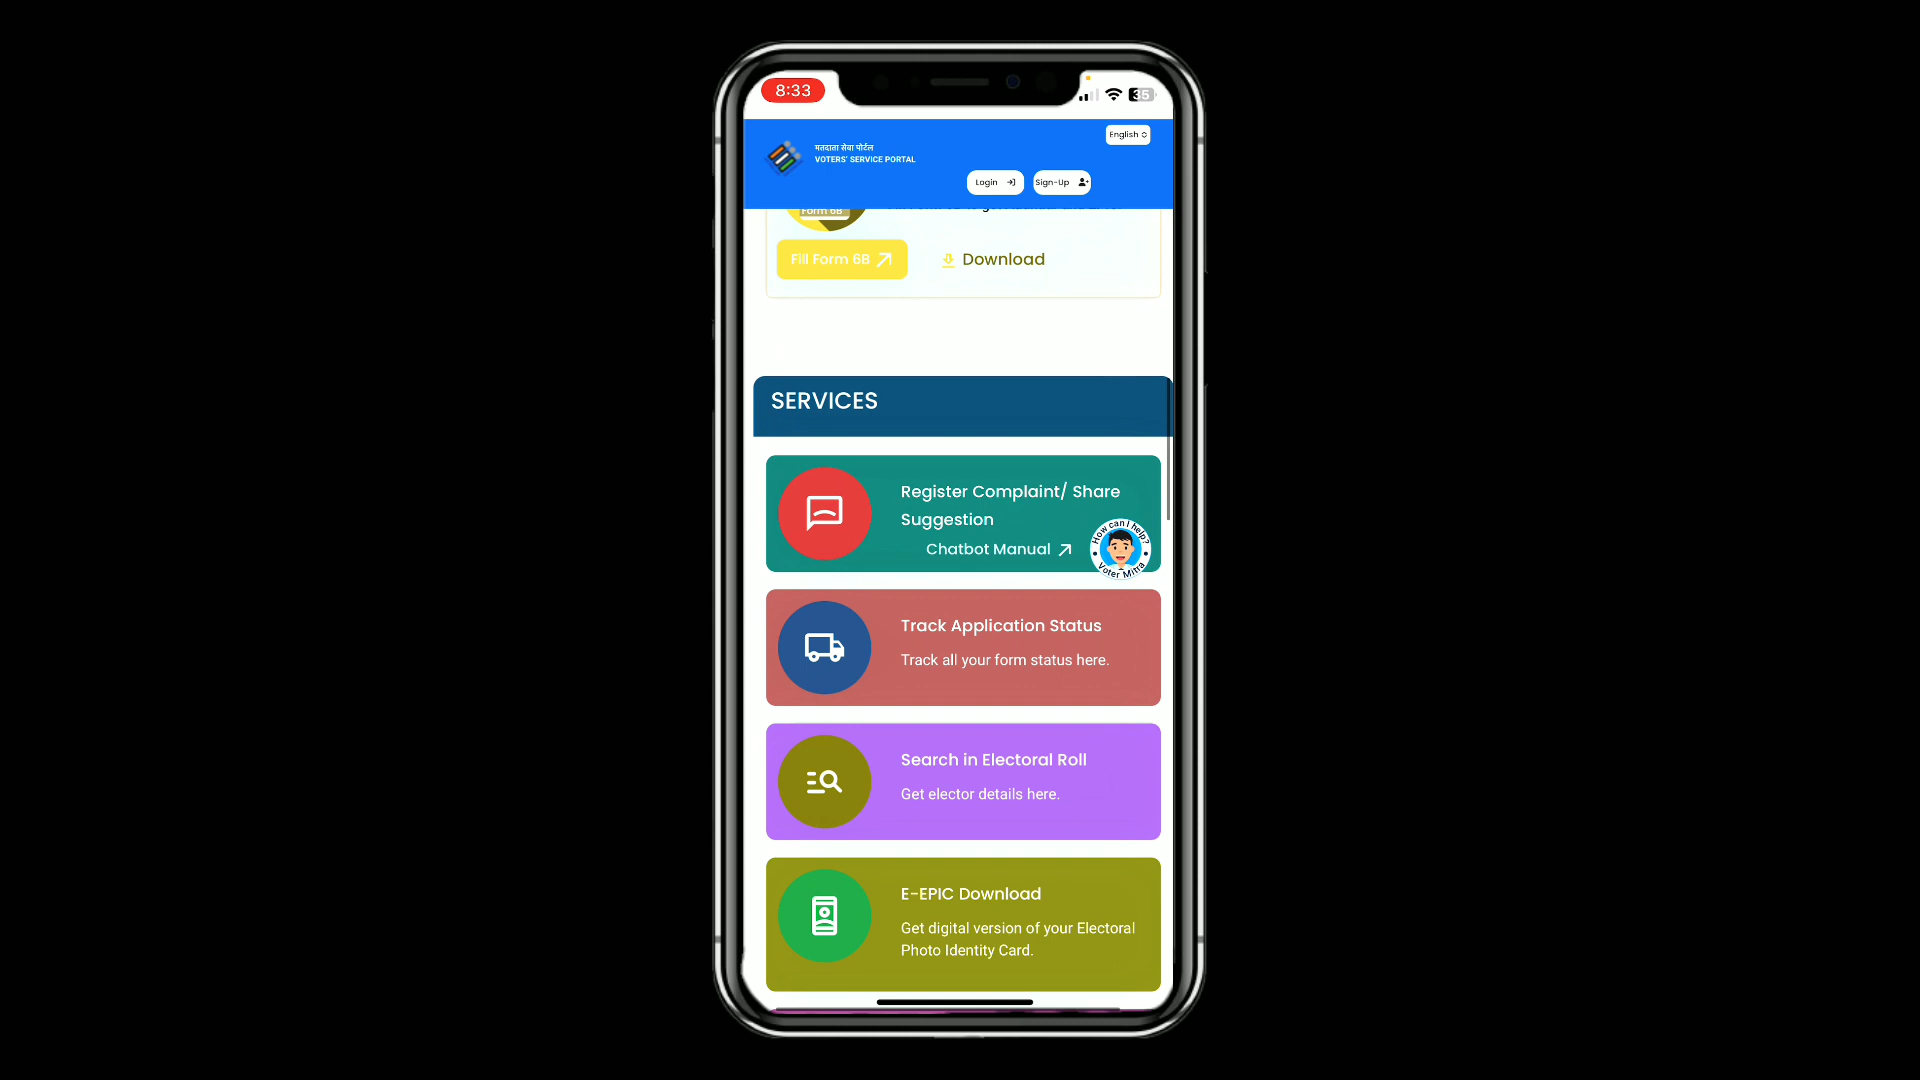 8:33
35
English
मतदाता सेवा पोर्टल
VOTERS' SERVICE PORTAL
Login
Sign-Up
Form 6B
Fill Form 6B
Download
SERVICES
Register Complaint/ Share
Suggestion
Chatbot Manual
How can I help?
Voter Mitra
Track Application Status
Track all your form status here.
Search in Electoral Roll
Get elector details here.
E-EPIC Download
Get digital version of your Electoral
Photo Identity Card.